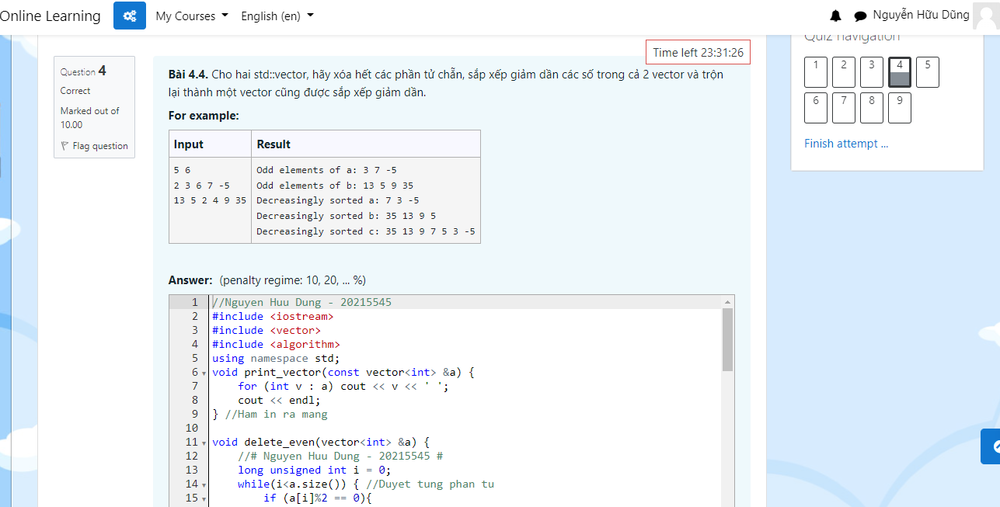 Online Learning
My Courses
English (en)
Nguyễn Hữu Dũng
Time left 23:31:26
Question 4
Correct
Marked out of
10.00
Flag question
Bài 4.4. Cho hai std::vector, hãy xóa hết các phần tử chẵn, sắp xếp giảm dần các số trong cả 2 vector và trộn
lại thành một vector cũng được sắp xếp giảm dần.
For example:
Input Result
5 6
2 3 6 7 -5
13 5 2 4 9 35
Odd elements of a: 3 7 -5
Odd elements of b: 13 5 9 35
Decreasingly sorted a: 7 3 -5
Decreasingly sorted b: 35 13 9 5
Decreasingly sorted c: 35 13 9 7 5 3 -5
Answer: (penalty regime: 10, 20, ... %)
1 //Nguyen Huu Dung - 20215545
2 #include <iostream>
3 #include <vector>
4 #include <algorithm>
5 using namespace std;
6 void print_vector(const vector<int> &a) {
7 for (int v : a) cout << v << ' ';
8 cout << endl;
9 } //Ham in ra mang
10
11 void delete_even(vector<int> &a) {
12 //# Nguyen Huu Dung - 20215545 #
13 long unsigned int i = 0;
14 while(i<a.size()) { //Duyet tung phan tu
15 if (a[i]%2 == 0){
Quiz navigation
1 2 3 4 5
6 7 8 9
Finish attempt ...